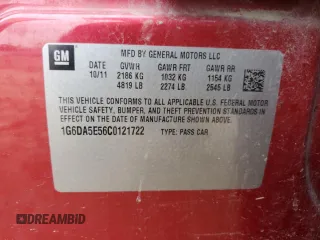 GM
MFD BY GENERAL MOTORS LLC
DATE GVWR GAWR FRT GAWR RR
10/11 2186 KG 1032 KG 1154 KG
4819 LB 2274 LB 2545 LB
THIS VEHICLE CONFORMS TO ALL APPLICABLE U.S. FEDERAL MOTOR
VEHICLE SAFETY, BUMPER, AND THEFT PREVENTION STANDARDS
IN EFFECT ON THE DATE OF MANUFACTURE SHOWN ABOVE.
1G6DA5E56C0121722 TYPE: PASS CAR
DREAMBID